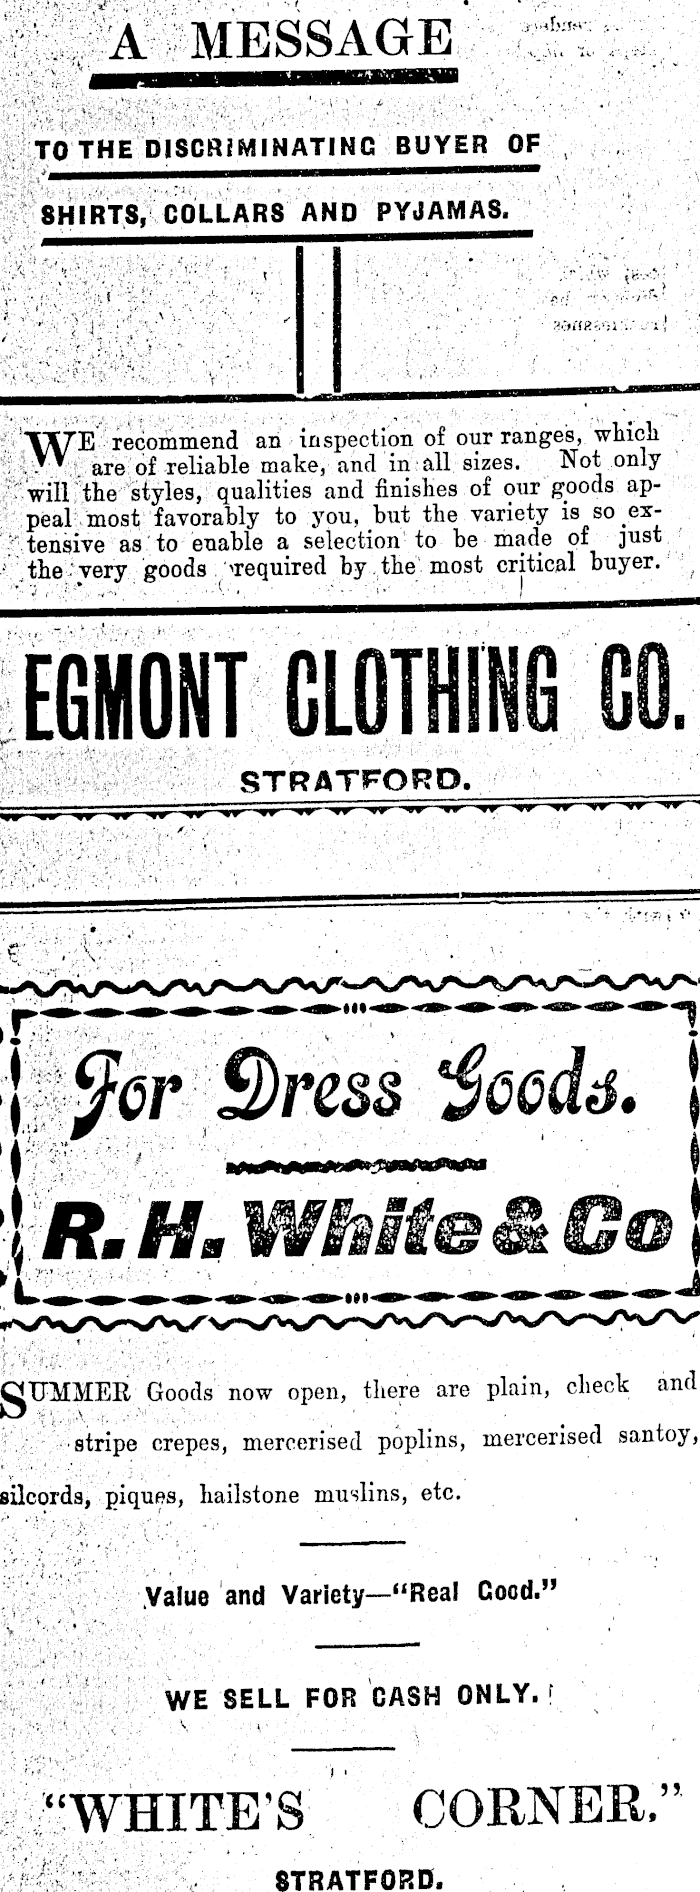 A MESSAGE
TO THE DISCRIMINATING BUYER OF
SHIRTS, COLLARS AND PYJAMAS.
WE recommend an inspection of our ranges, which
are of reliable make, and in all sizes. Not only
will the styles, qualities and finishes of our goods ap-
peal most favorably to you, but the variety is so ex-
tensive as to enable a selection to be made of just
the very goods required by the most critical buyer.
EGMONT CLOTHING CO.
STRATFORD.
For Dress Goods.
R. H. White & Co
SUMMER Goods now open, there are plain, check and
stripe crepes, mercerised poplins, mercerised santoy,
silcords, piques, hailstone muslins, etc.
Value and Variety—"Real Good."
WE SELL FOR CASH ONLY.
"WHITE'S CORNER."
STRATFORD.